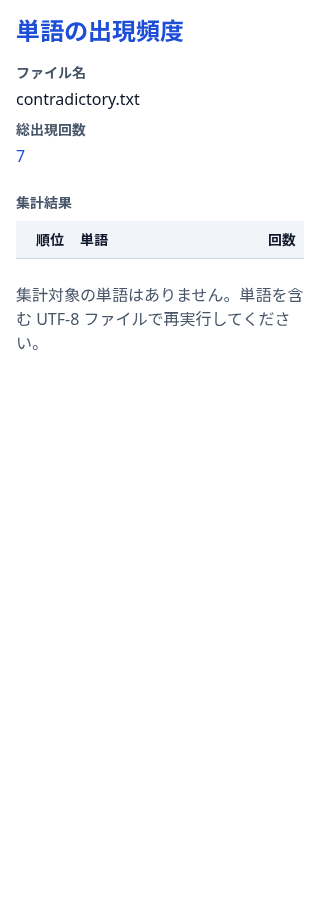 単語の出現頻度
ファイル名
contradictory.txt
総出現回数
7
集計結果
順位 単語 回数
集計対象の単語はありません。単語を含
む UTF-8 ファイルで再実行してくださ
い。